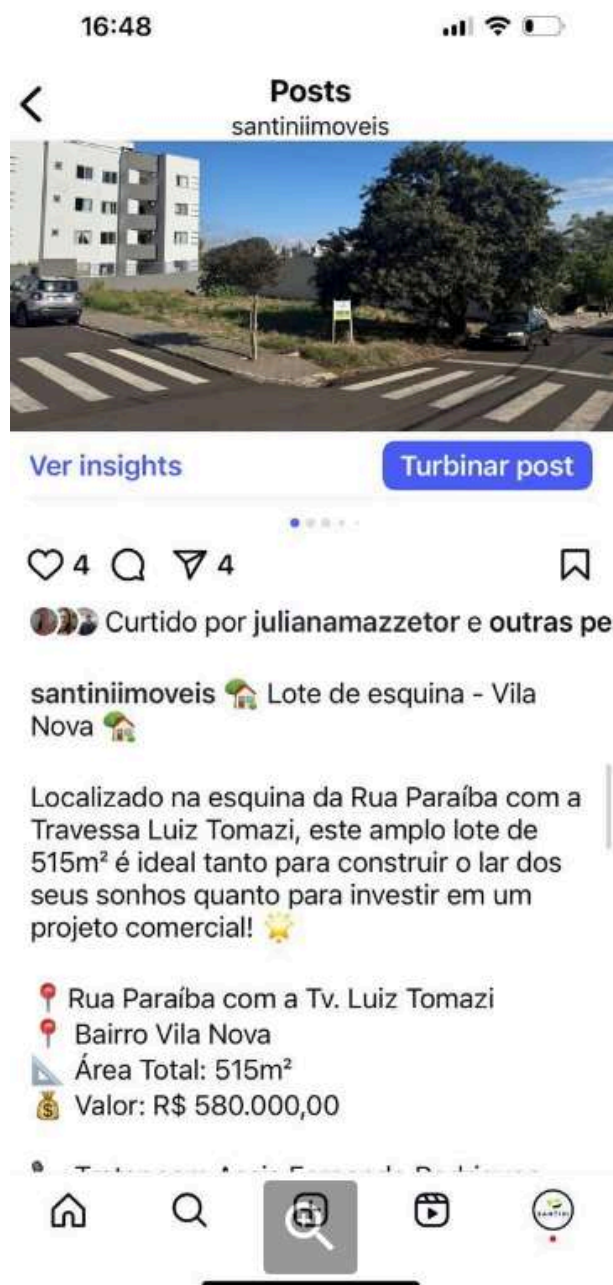 16:48
Posts
santiniimoveis
Ver insights
Turbinar post
4
4
Curtido por julianamazzetor e outras pe
santiniimoveis 🏡 Lote de esquina - Vila
Nova 🏡
Localizado na esquina da Rua Paraíba com a
Travessa Luiz Tomazi, este amplo lote de
515m² é ideal tanto para construir o lar dos
seus sonhos quanto para investir em um
projeto comercial! 🌟
📍Rua Paraíba com a Tv. Luiz Tomazi
📍 Bairro Vila Nova
📐 Área Total: 515m²
💰 Valor: R$ 580.000,00
SANTINI